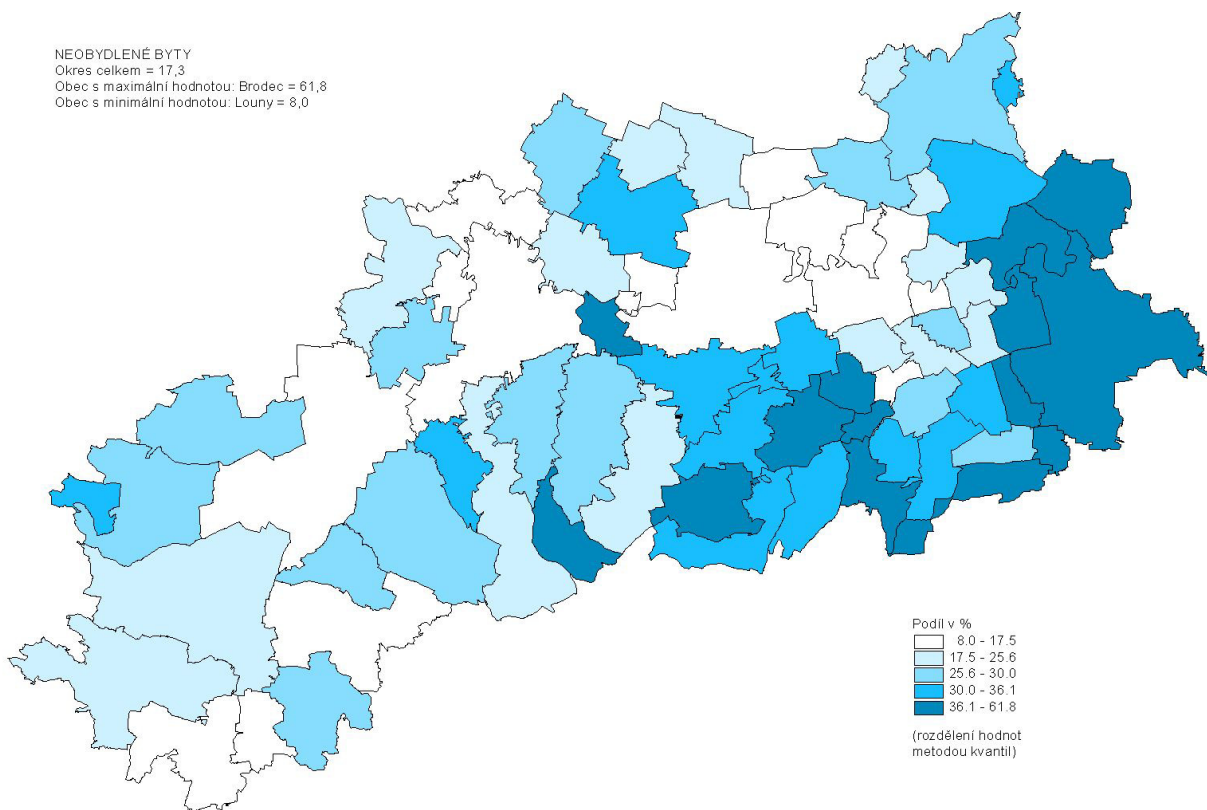 NEOBYDLENÉ BYTY
Okres celkem = 17,3
Obec s maximální hodnotou: Brodec = 61,8
Obec s minimální hodnotou: Louny = 8,0
Podíl v %
8.0 - 17.5
17.5 - 25.6
25.6 - 30.0
30.0 - 36.1
36.1 - 61.8
(rozdělení hodnot
metodou kvantil)